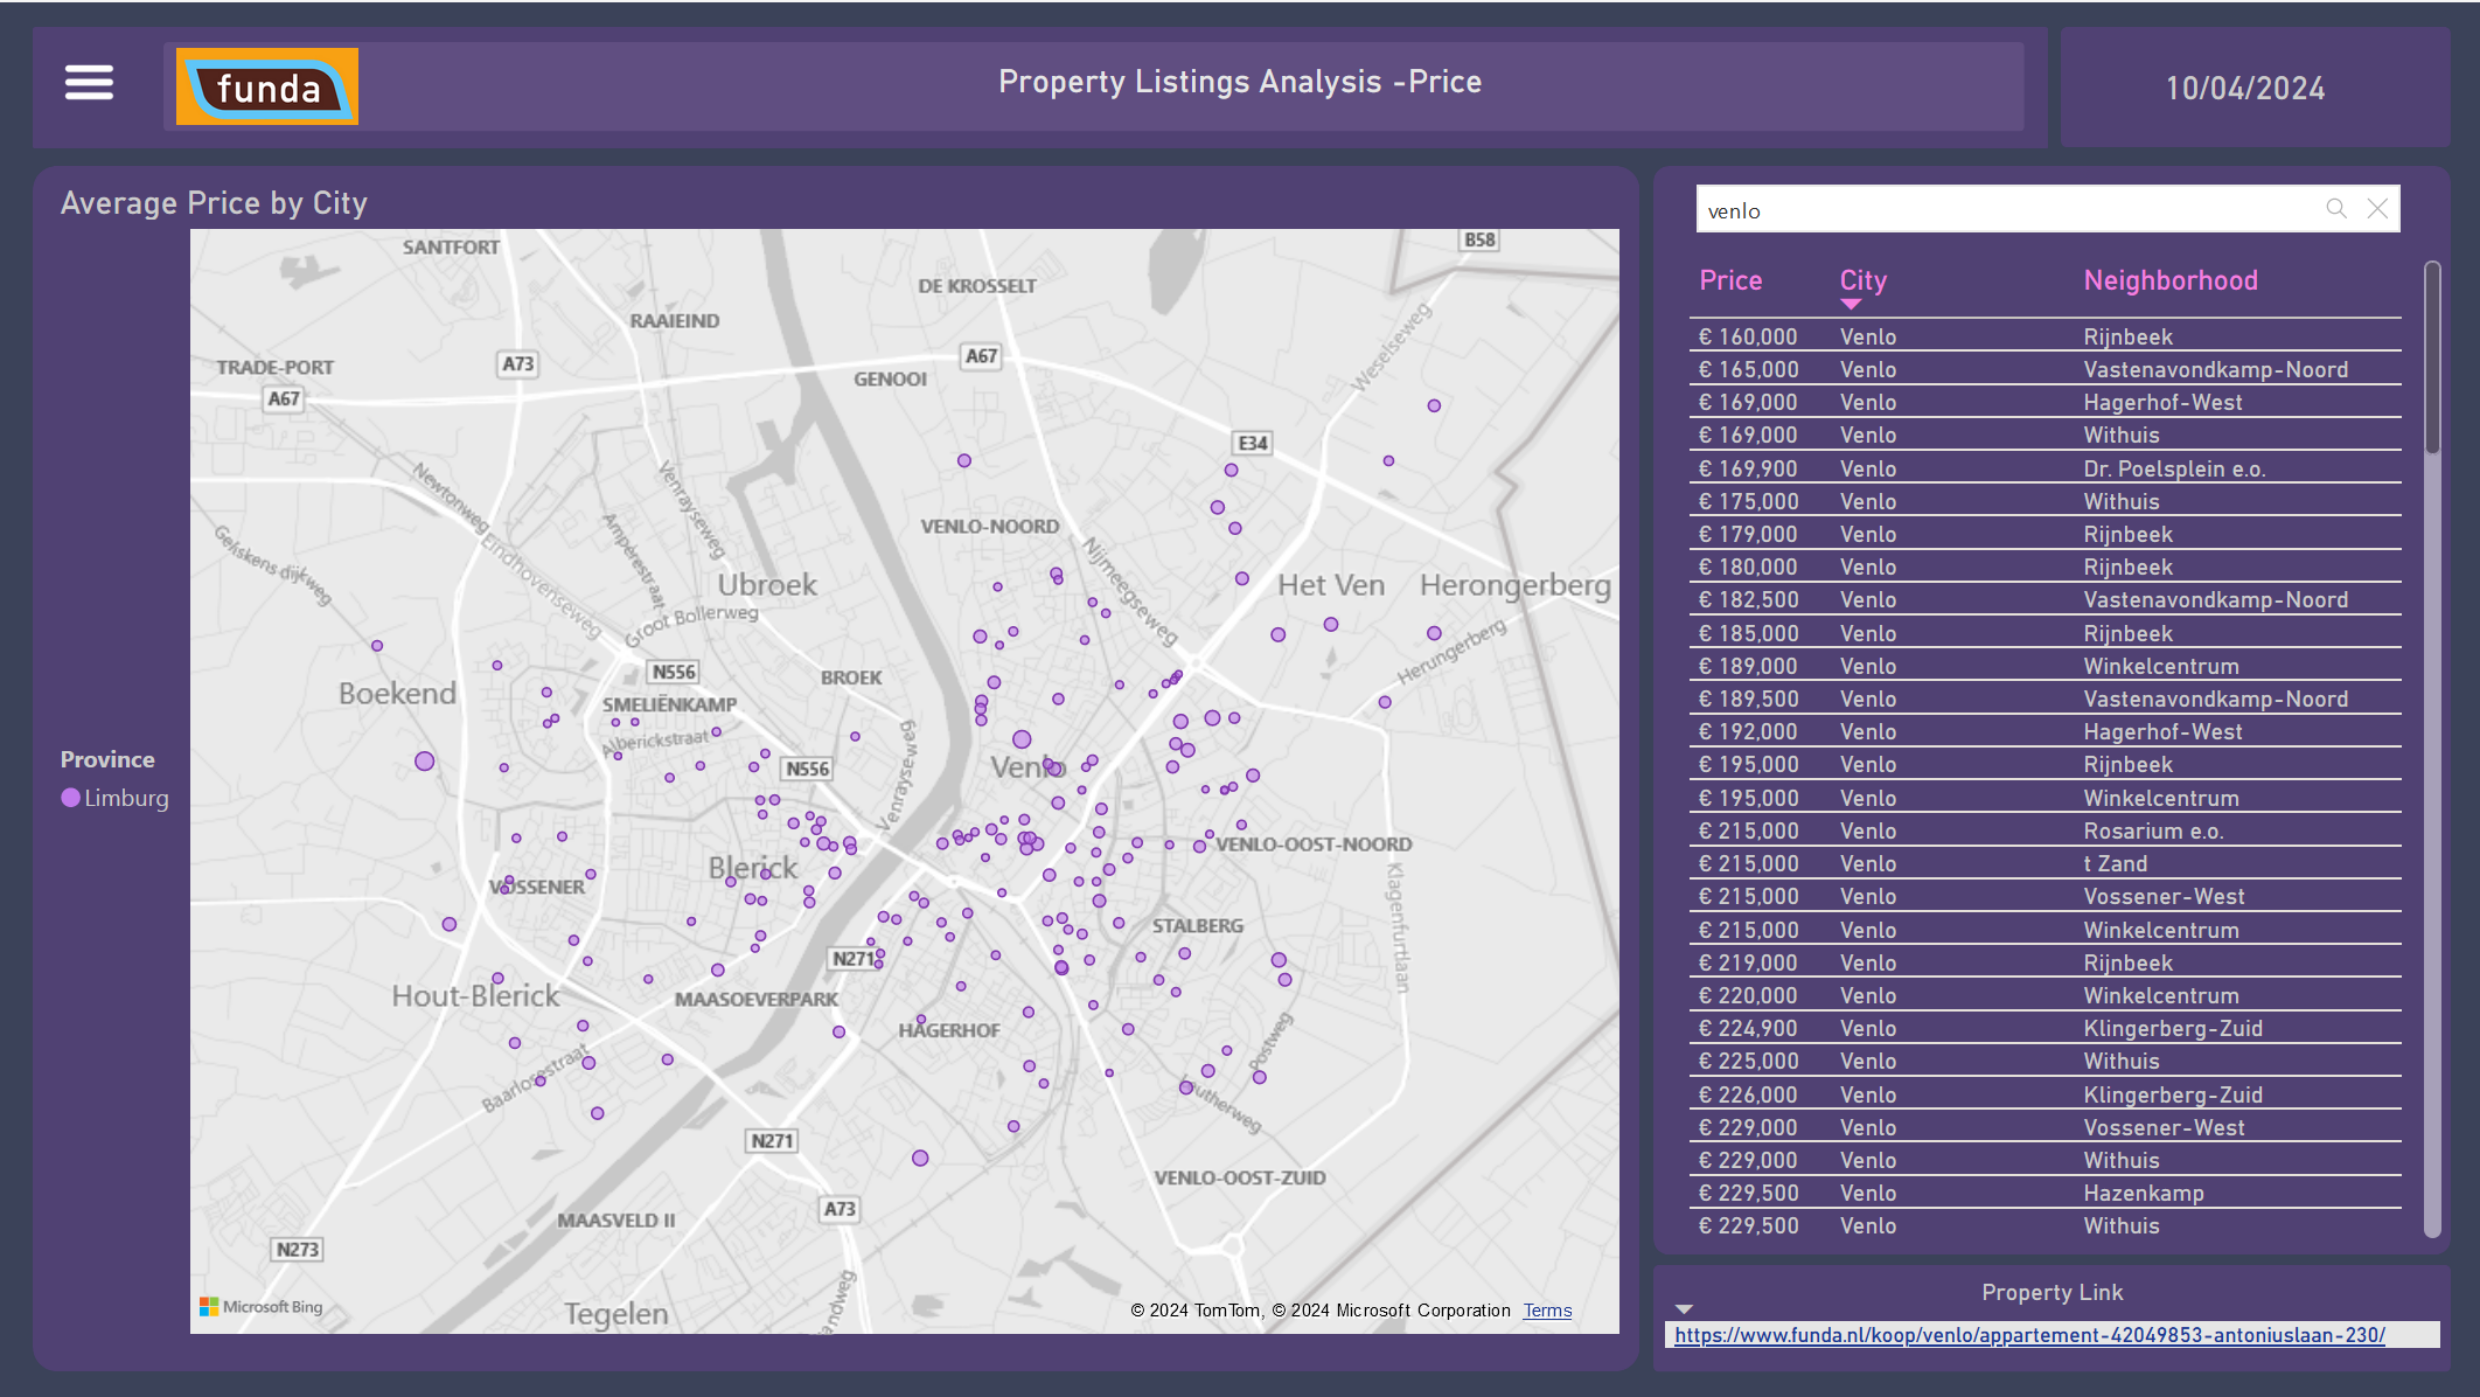 funda
Property Listings Analysis -Price
10/04/2024
Average Price by City
Province
Limburg
SANTFORT
B58
DE KROSSELT
RAAIEIND
Weselseweg
A67
TRADE-PORT
A73
GENOOI
A67
E34
Newtonweg
Venrayseweg
VENLO-NOORD
Gekskens dijkweg
Eindhovenseweg
Ampèrestraat
Nijmeegseweg
Ubroek
Het Ven
Herongerberg
Groot Bollerweg
Herungerberg
N556
BROEK
Boekend
SMELIËNKAMP
Alberickstraat
Venrayseweg
N556
Venlo
VENLO-OOST-NOORD
Blerick
VOSSENER
Klagenfurtlaan
STALBERG
N271
Hout-Blerick
MAASOEVERPARK
HAGERHOF
Postweg
Baarlosestraat
Leutherweg
N271
VENLO-OOST-ZUID
A73
MAASVELD II
N273
Tegelen
andweg
Microsoft Bing
© 2024 TomTom, © 2024 Microsoft Corporation Terms
venlo
Price City Neighborhood
€ 160,000 Venlo Rijnbeek
€ 165,000 Venlo Vastenavondkamp-Noord
€ 169,000 Venlo Hagerhof-West
€ 169,000 Venlo Withuis
€ 169,900 Venlo Dr. Poelsplein e.o.
€ 175,000 Venlo Withuis
€ 179,000 Venlo Rijnbeek
€ 180,000 Venlo Rijnbeek
€ 182,500 Venlo Vastenavondkamp-Noord
€ 185,000 Venlo Rijnbeek
€ 189,000 Venlo Winkelcentrum
€ 189,500 Venlo Vastenavondkamp-Noord
€ 192,000 Venlo Hagerhof-West
€ 195,000 Venlo Rijnbeek
€ 195,000 Venlo Winkelcentrum
€ 215,000 Venlo Rosarium e.o.
€ 215,000 Venlo t Zand
€ 215,000 Venlo Vossener-West
€ 215,000 Venlo Winkelcentrum
€ 219,000 Venlo Rijnbeek
€ 220,000 Venlo Winkelcentrum
€ 224,900 Venlo Klingerberg-Zuid
€ 225,000 Venlo Withuis
€ 226,000 Venlo Klingerberg-Zuid
€ 229,000 Venlo Vossener-West
€ 229,000 Venlo Withuis
€ 229,500 Venlo Hazenkamp
€ 229,500 Venlo Withuis
Property Link
https://www.funda.nl/koop/venlo/appartement-42049853-antoniuslaan-230/